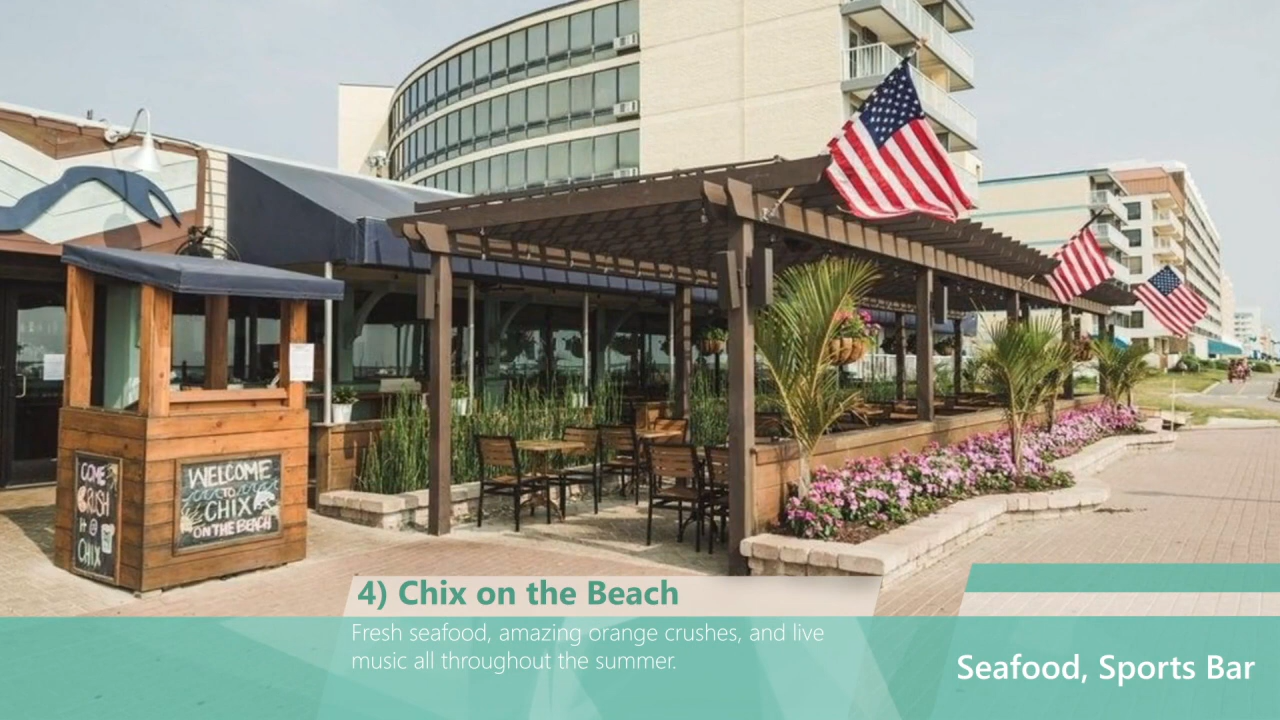 COME
CRUSH
IT @
CHIX
WELCOME
TO
CHIX
ON THE BEACH
4) Chix on the Beach
Fresh seafood, amazing orange crushes, and live
music all throughout the summer.
Seafood, Sports Bar